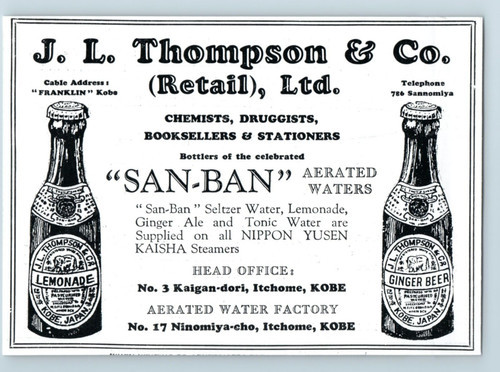 J. L. Thompson & Co.
(Retail), Ltd.
Cable Address:
"FRANKLIN" Kobe
Telephone
786 Sannomiya
CHEMISTS, DRUGGISTS,
BOOKSELLERS & STATIONERS
Bottlers of the celebrated
"SAN-BAN" AERATED
WATERS
"San-Ban" Seltzer Water, Lemonade,
Ginger Ale and Tonic Water are
Supplied on all NIPPON YUSEN
KAISHA Steamers
HEAD OFFICE:
No. 3 Kaigan-dori, Itchome, KOBE
AERATED WATER FACTORY
No. 17 Ninomiya-cho, Itchome, KOBE
J. L. THOMPSON & Co.
LEMONADE
KOBE, JAPAN
J. L. THOMPSON & Co.
GINGER BEER
KOBE, JAPAN